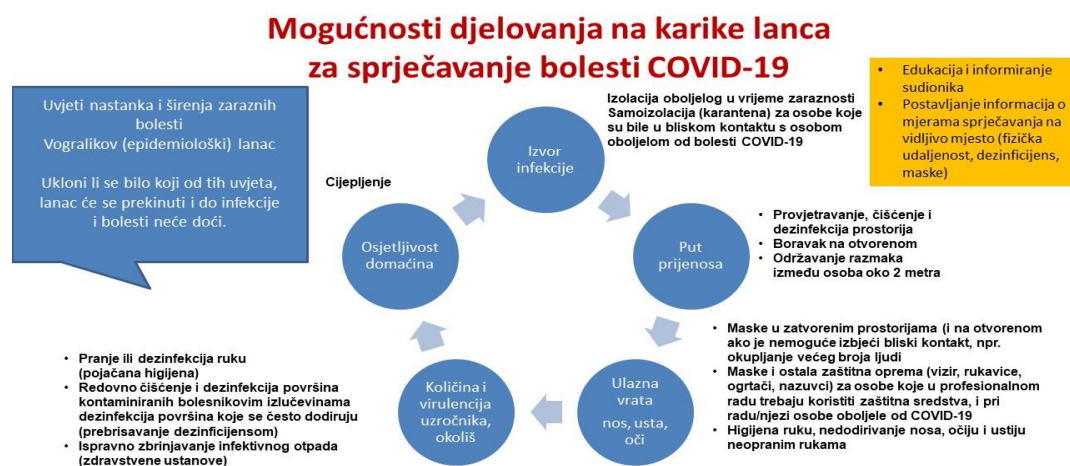 Mogućnosti djelovanja na karike lanca
za sprječavanje bolesti COVID-19
Uvjeti nastanka i širenja zaraznih
bolesti
Vogralikov (epidemiološki) lanac
Ukloni li se bilo koji od tih uvjeta,
lanac će se prekinuti i do infekcije
i bolesti neće doći.
• Edukacija i informiranje
sudionika
• Postavljanje informacija o
mjerama sprječavanja na
vidljivo mjesto (fizička
udaljenost, dezinficijens,
maske)
Izolacija oboljelog u vrijeme zaraznosti
Samoizolacija (karantena) za osobe koje
su bile u bliskom kontaktu s osobom
oboljelom od bolesti COVID-19
Izvor
infekcije
• Provjetravanje, čišćenje i
dezinfekcija prostorija
• Boravak na otvorenom
• Održavanje razmaka
između osoba oko 2 metra
Put
prijenosa
• Maske u zatvorenim prostorijama (i na otvorenom
ako je nemoguće izbjeći bliski kontakt, npr.
okupljanje većeg broja ljudi
• Maske i ostala zaštitna oprema (vizir, rukavice,
ogrtači, nazuvci) za osobe koje u profesionalnom
radu trebaju koristiti zaštitna sredstva, i pri
radu/njezi osobe oboljele od COVID-19
• Higijena ruku, nedodirivanje nosa, očiju i ustiju
neopranim rukama
Ulazna
vrata
nos, usta,
oči
Količina i
virulencija
uzročnika,
okoliš
• Pranje ili dezinfekcija ruku
(pojačana higijena)
• Redovno čišćenje i dezinfekcija površina
kontaminiranih bolesnikovim izlučevinama
dezinfekcija površina koje se često dodiruju
(prebrisavanje dezinficijensom)
• Ispravno zbrinjavanje infektivnog otpada
(zdravstvene ustanove)
Cijepljenje
Osjetljivost
domaćina